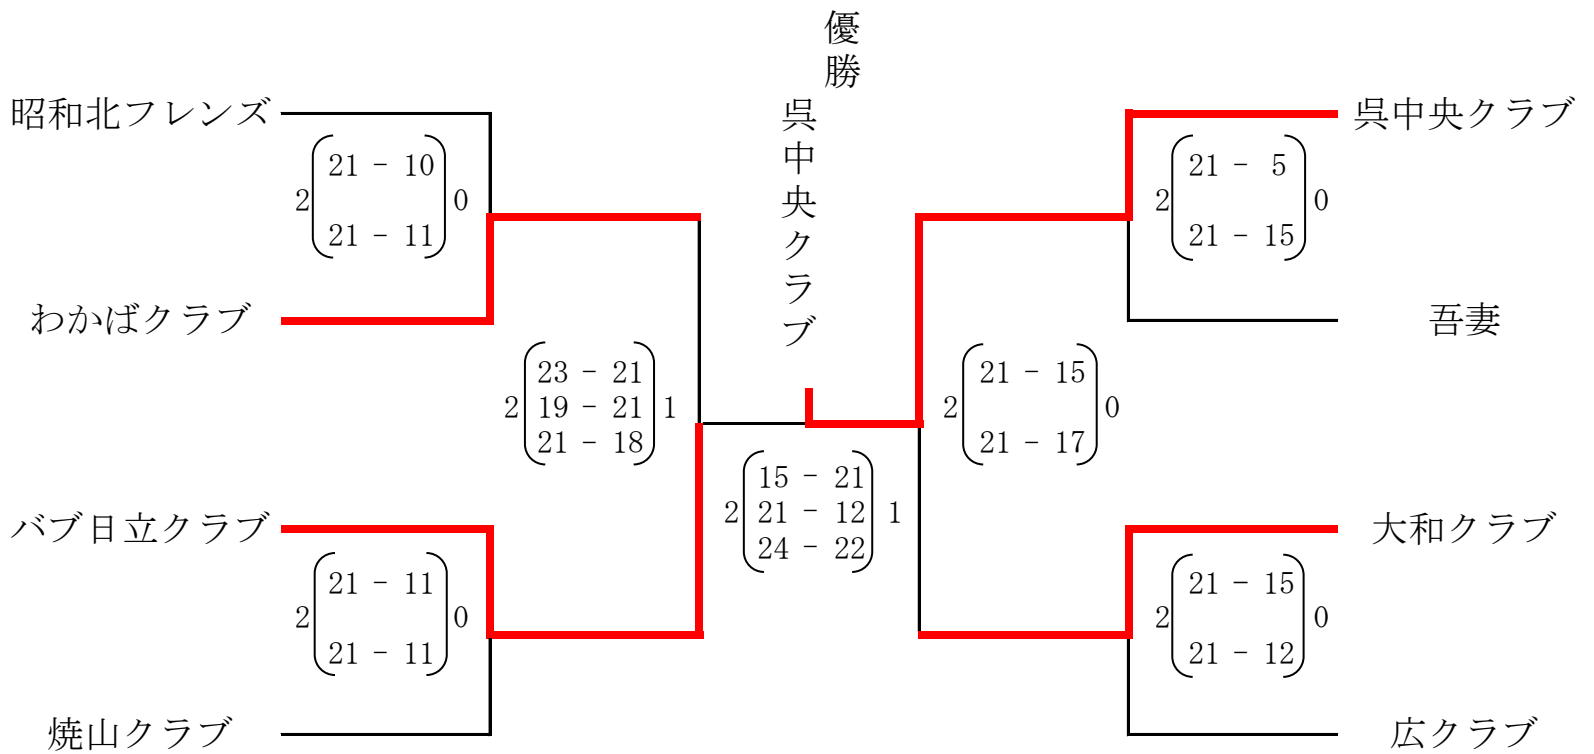 優勝
呉中央クラブ
昭和北フレンズ
2 21 - 10 0
21 - 11
わかばクラブ
23 - 21
2 19 - 21 1
21 - 18
バブ日立クラブ
2 21 - 11 0
21 - 11
焼山クラブ
15 - 21
2 21 - 12 1
24 - 22
呉中央クラブ
2 21 - 5 0
21 - 15
吾妻
2 21 - 15 0
21 - 17
大和クラブ
2 21 - 15 0
21 - 12
広クラブ